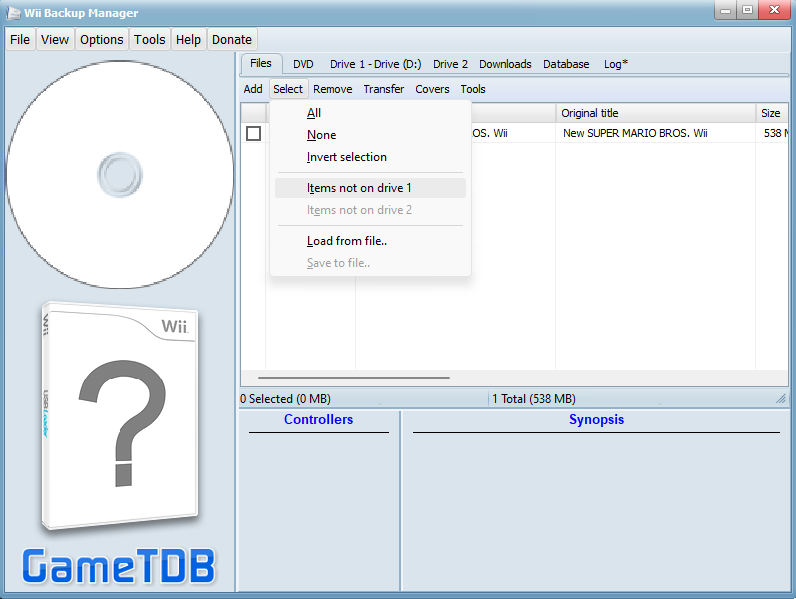 Wii Backup Manager
File View Options Tools Help Donate
Files DVD Drive 1 - Drive (D:) Drive 2 Downloads Database Log*
Add Select Remove Transfer Covers Tools
Original title Size
OS. Wii New SUPER MARIO BROS. Wii 538 M
All
None
Invert selection
Items not on drive 1
Items not on drive 2
Load from file..
Save to file..
0 Selected (0 MB) 1 Total (538 MB)
Controllers Synopsis
Wii
Wii
USB Loader
GameTDB